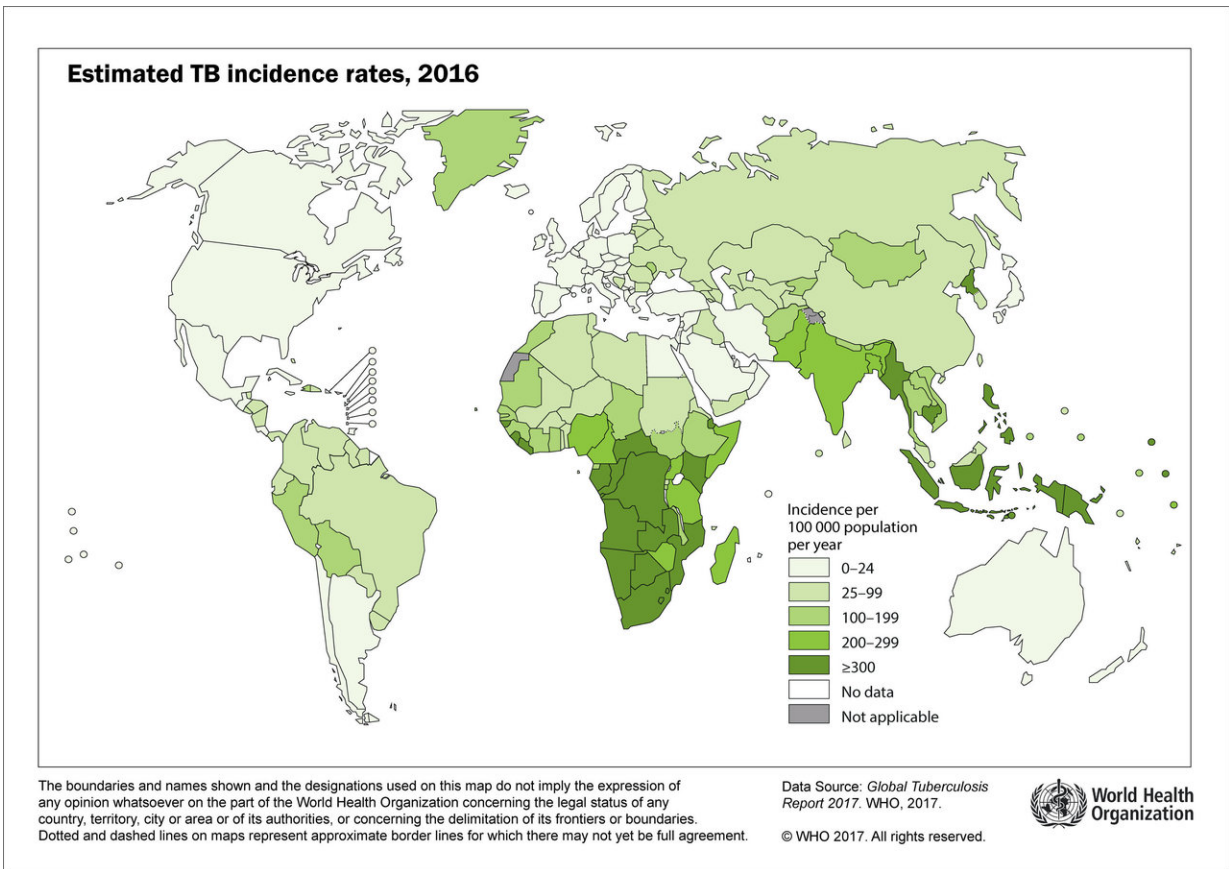 Estimated TB incidence rates, 2016
Incidence per
100 000 population
per year
0–24
25–99
100–199
200–299
≥300
No data
Not applicable
The boundaries and names shown and the designations used on this map do not imply the expression of
any opinion whatsoever on the part of the World Health Organization concerning the legal status of any
country, territory, city or area or of its authorities, or concerning the delimitation of its frontiers or boundaries.
Dotted and dashed lines on maps represent approximate border lines for which there may not yet be full agreement.
Data Source: Global Tuberculosis
Report 2017. WHO, 2017.
© WHO 2017. All rights reserved.
World Health
Organization